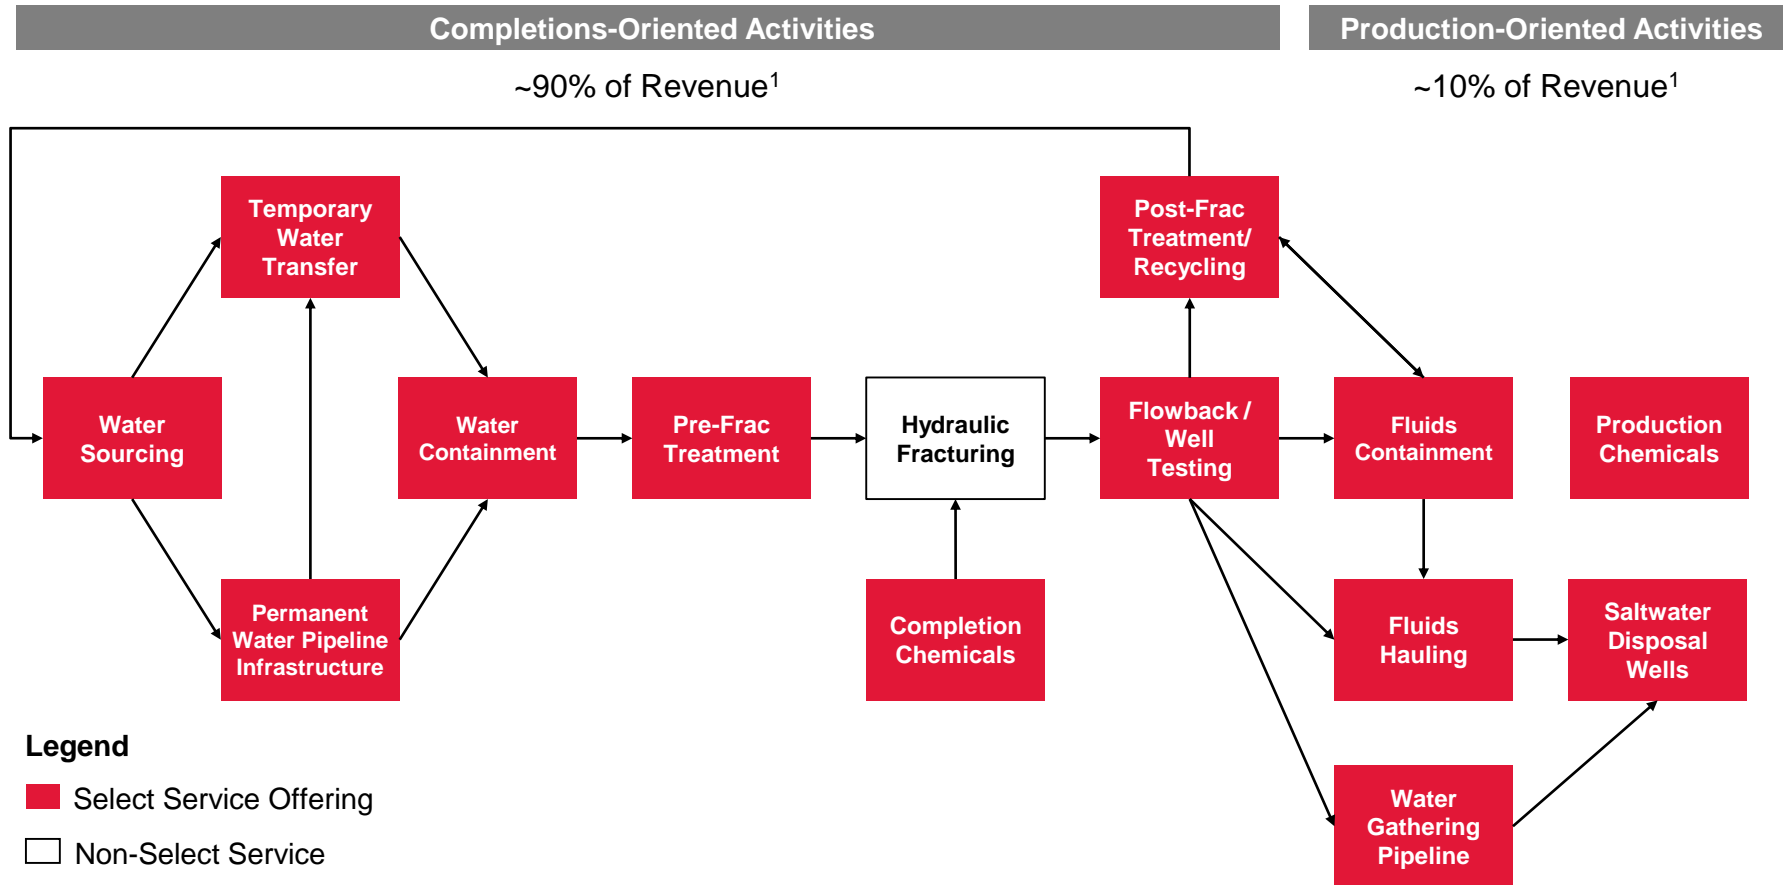 Completions-Oriented Activities
Production-Oriented Activities
~90% of Revenue1
~10% of Revenue1
Temporary
Water
Transfer
Post-Frac
Treatment/
Recycling
Water
Sourcing
Water
Containment
Pre-Frac
Treatment
Hydraulic
Fracturing
Flowback /
Well
Testing
Fluids
Containment
Production
Chemicals
Permanent
Water Pipeline
Infrastructure
Completion
Chemicals
Fluids
Hauling
Saltwater
Disposal
Wells
Water
Gathering
Pipeline
Legend
Select Service Offering
Non-Select Service